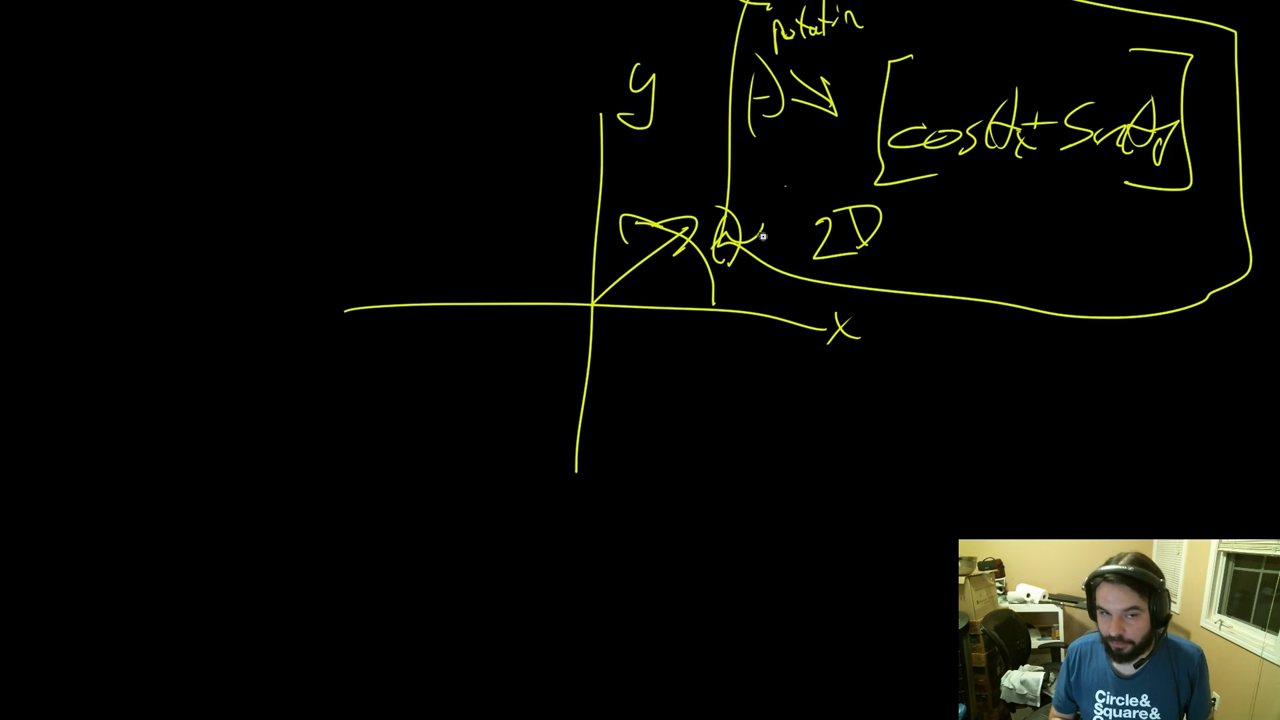 rotation
y
θ → [cosθx + sinθy]
θ
2D
x
Circle&
Square&